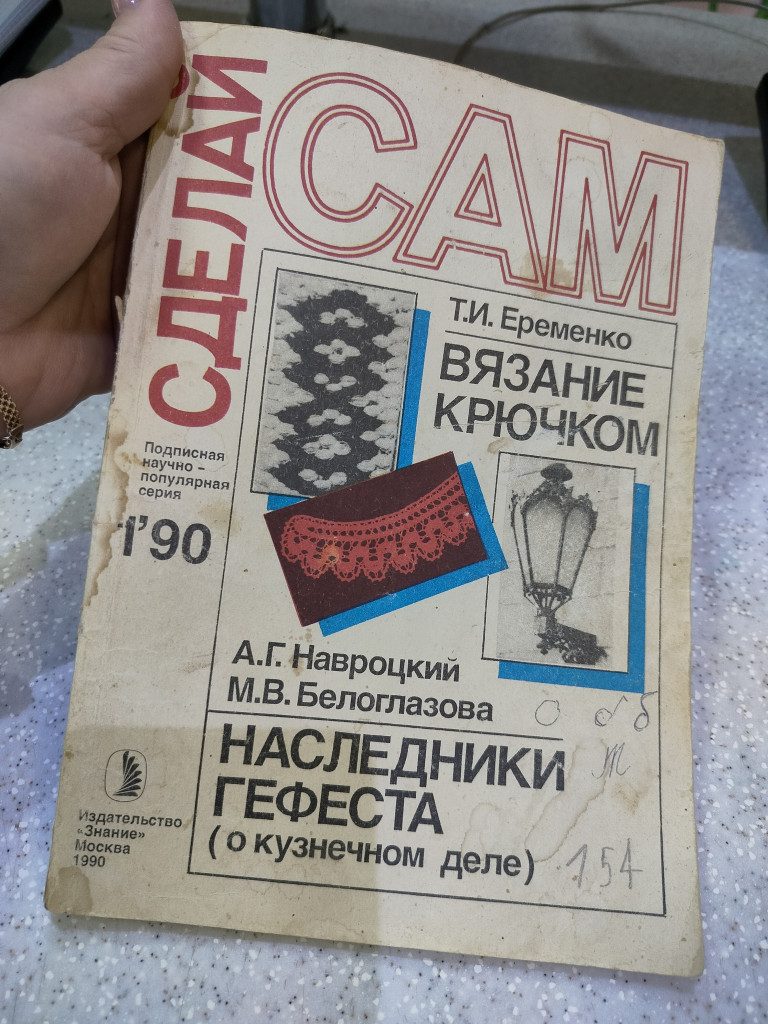 СДЕЛАЙ
САМ
Т.И. Еременко
ВЯЗАНИЕ
КРЮЧКОМ
Подписная
научно-
популярная
серия
1'90
А.Г. Навроцкий
М.В. Белоглазова
НАСЛЕДНИКИ
ГЕФЕСТА
(о кузнечном деле)
154
Издательство
«Знание»
Москва
1990